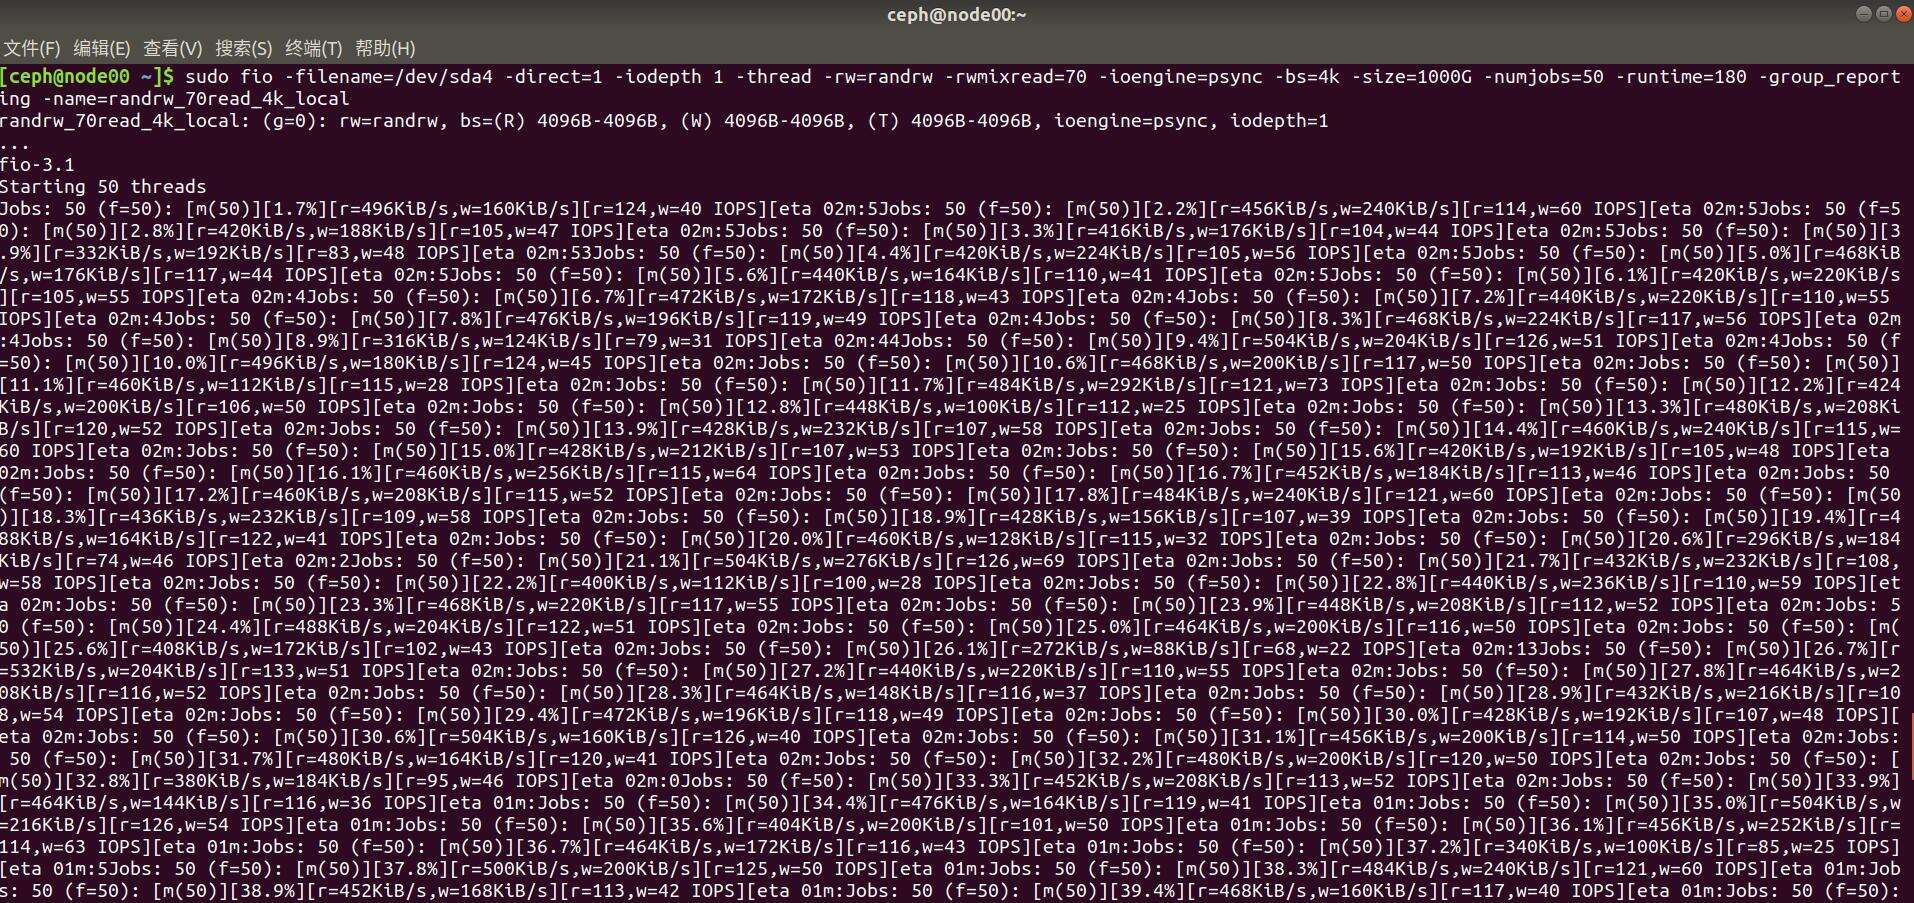 ceph@node00:~
文件(F) 编辑(E) 查看(V) 搜索(S) 终端(T) 帮助(H)
[ceph@node00 ~]$ sudo fio -filename=/dev/sda4 -direct=1 -iodepth 1 -thread -rw=randrw -rwmixread=70 -ioengine=psync -bs=4k -size=1000G -numjobs=50 -runtime=180 -group_report
ing -name=randrw_70read_4k_local
randrw_70read_4k_local: (g=0): rw=randrw, bs=(R) 4096B-4096B, (W) 4096B-4096B, (T) 4096B-4096B, ioengine=psync, iodepth=1
...
fio-3.1
Starting 50 threads
Jobs: 50 (f=50): [m(50)][1.7%][r=496KiB/s,w=160KiB/s][r=124,w=40 IOPS][eta 02m:5Jobs: 50 (f=50): [m(50)][2.2%][r=456KiB/s,w=240KiB/s][r=114,w=60 IOPS][eta 02m:5Jobs: 50 (f=5
0): [m(50)][2.8%][r=420KiB/s,w=188KiB/s][r=105,w=47 IOPS][eta 02m:5Jobs: 50 (f=50): [m(50)][3.3%][r=416KiB/s,w=176KiB/s][r=104,w=44 IOPS][eta 02m:5Jobs: 50 (f=50): [m(50)][3
.9%][r=332KiB/s,w=192KiB/s][r=83,w=48 IOPS][eta 02m:53Jobs: 50 (f=50): [m(50)][4.4%][r=420KiB/s,w=224KiB/s][r=105,w=56 IOPS][eta 02m:5Jobs: 50 (f=50): [m(50)][5.0%][r=468KiB
/s,w=176KiB/s][r=117,w=44 IOPS][eta 02m:5Jobs: 50 (f=50): [m(50)][5.6%][r=440KiB/s,w=164KiB/s][r=110,w=41 IOPS][eta 02m:5Jobs: 50 (f=50): [m(50)][6.1%][r=420KiB/s,w=220KiB/s
][r=105,w=55 IOPS][eta 02m:4Jobs: 50 (f=50): [m(50)][6.7%][r=472KiB/s,w=172KiB/s][r=118,w=43 IOPS][eta 02m:4Jobs: 50 (f=50): [m(50)][7.2%][r=440KiB/s,w=220KiB/s][r=110,w=55
IOPS][eta 02m:4Jobs: 50 (f=50): [m(50)][7.8%][r=476KiB/s,w=196KiB/s][r=119,w=49 IOPS][eta 02m:4Jobs: 50 (f=50): [m(50)][8.3%][r=468KiB/s,w=224KiB/s][r=117,w=56 IOPS][eta 02m
:4Jobs: 50 (f=50): [m(50)][8.9%][r=316KiB/s,w=124KiB/s][r=79,w=31 IOPS][eta 02m:44Jobs: 50 (f=50): [m(50)][9.4%][r=504KiB/s,w=204KiB/s][r=126,w=51 IOPS][eta 02m:4Jobs: 50 (f
=50): [m(50)][10.0%][r=496KiB/s,w=180KiB/s][r=124,w=45 IOPS][eta 02m:Jobs: 50 (f=50): [m(50)][10.6%][r=468KiB/s,w=200KiB/s][r=117,w=50 IOPS][eta 02m:Jobs: 50 (f=50): [m(50)]
[11.1%][r=460KiB/s,w=112KiB/s][r=115,w=28 IOPS][eta 02m:Jobs: 50 (f=50): [m(50)][11.7%][r=484KiB/s,w=292KiB/s][r=121,w=73 IOPS][eta 02m:Jobs: 50 (f=50): [m(50)][12.2%][r=424
KiB/s,w=200KiB/s][r=106,w=50 IOPS][eta 02m:Jobs: 50 (f=50): [m(50)][12.8%][r=448KiB/s,w=100KiB/s][r=112,w=25 IOPS][eta 02m:Jobs: 50 (f=50): [m(50)][13.3%][r=480KiB/s,w=208Ki
B/s][r=120,w=52 IOPS][eta 02m:Jobs: 50 (f=50): [m(50)][13.9%][r=428KiB/s,w=232KiB/s][r=107,w=58 IOPS][eta 02m:Jobs: 50 (f=50): [m(50)][14.4%][r=460KiB/s,w=240KiB/s][r=115,w=
60 IOPS][eta 02m:Jobs: 50 (f=50): [m(50)][15.0%][r=428KiB/s,w=212KiB/s][r=107,w=53 IOPS][eta 02m:Jobs: 50 (f=50): [m(50)][15.6%][r=420KiB/s,w=192KiB/s][r=105,w=48 IOPS][eta
02m:Jobs: 50 (f=50): [m(50)][16.1%][r=460KiB/s,w=256KiB/s][r=115,w=64 IOPS][eta 02m:Jobs: 50 (f=50): [m(50)][16.7%][r=452KiB/s,w=184KiB/s][r=113,w=46 IOPS][eta 02m:Jobs: 50
(f=50): [m(50)][17.2%][r=460KiB/s,w=208KiB/s][r=115,w=52 IOPS][eta 02m:Jobs: 50 (f=50): [m(50)][17.8%][r=484KiB/s,w=240KiB/s][r=121,w=60 IOPS][eta 02m:Jobs: 50 (f=50): [m(50
)][18.3%][r=436KiB/s,w=232KiB/s][r=109,w=58 IOPS][eta 02m:Jobs: 50 (f=50): [m(50)][18.9%][r=428KiB/s,w=156KiB/s][r=107,w=39 IOPS][eta 02m:Jobs: 50 (f=50): [m(50)][19.4%][r=4
88KiB/s,w=164KiB/s][r=122,w=41 IOPS][eta 02m:Jobs: 50 (f=50): [m(50)][20.0%][r=460KiB/s,w=128KiB/s][r=115,w=32 IOPS][eta 02m:Jobs: 50 (f=50): [m(50)][20.6%][r=296KiB/s,w=184
KiB/s][r=74,w=46 IOPS][eta 02m:2Jobs: 50 (f=50): [m(50)][21.1%][r=504KiB/s,w=276KiB/s][r=126,w=69 IOPS][eta 02m:Jobs: 50 (f=50): [m(50)][21.7%][r=432KiB/s,w=232KiB/s][r=108,
w=58 IOPS][eta 02m:Jobs: 50 (f=50): [m(50)][22.2%][r=400KiB/s,w=112KiB/s][r=100,w=28 IOPS][eta 02m:Jobs: 50 (f=50): [m(50)][22.8%][r=440KiB/s,w=236KiB/s][r=110,w=59 IOPS][et
a 02m:Jobs: 50 (f=50): [m(50)][23.3%][r=468KiB/s,w=220KiB/s][r=117,w=55 IOPS][eta 02m:Jobs: 50 (f=50): [m(50)][23.9%][r=448KiB/s,w=208KiB/s][r=112,w=52 IOPS][eta 02m:Jobs: 5
0 (f=50): [m(50)][24.4%][r=488KiB/s,w=204KiB/s][r=122,w=51 IOPS][eta 02m:Jobs: 50 (f=50): [m(50)][25.0%][r=464KiB/s,w=200KiB/s][r=116,w=50 IOPS][eta 02m:Jobs: 50 (f=50): [m(
50)][25.6%][r=408KiB/s,w=172KiB/s][r=102,w=43 IOPS][eta 02m:Jobs: 50 (f=50): [m(50)][26.1%][r=272KiB/s,w=88KiB/s][r=68,w=22 IOPS][eta 02m:13Jobs: 50 (f=50): [m(50)][26.7%][r
=532KiB/s,w=204KiB/s][r=133,w=51 IOPS][eta 02m:Jobs: 50 (f=50): [m(50)][27.2%][r=440KiB/s,w=220KiB/s][r=110,w=55 IOPS][eta 02m:Jobs: 50 (f=50): [m(50)][27.8%][r=464KiB/s,w=2
08KiB/s][r=116,w=52 IOPS][eta 02m:Jobs: 50 (f=50): [m(50)][28.3%][r=464KiB/s,w=148KiB/s][r=116,w=37 IOPS][eta 02m:Jobs: 50 (f=50): [m(50)][28.9%][r=432KiB/s,w=216KiB/s][r=10
8,w=54 IOPS][eta 02m:Jobs: 50 (f=50): [m(50)][29.4%][r=472KiB/s,w=196KiB/s][r=118,w=49 IOPS][eta 02m:Jobs: 50 (f=50): [m(50)][30.0%][r=428KiB/s,w=192KiB/s][r=107,w=48 IOPS][
eta 02m:Jobs: 50 (f=50): [m(50)][30.6%][r=504KiB/s,w=160KiB/s][r=126,w=40 IOPS][eta 02m:Jobs: 50 (f=50): [m(50)][31.1%][r=456KiB/s,w=200KiB/s][r=114,w=50 IOPS][eta 02m:Jobs:
 50 (f=50): [m(50)][31.7%][r=480KiB/s,w=164KiB/s][r=120,w=41 IOPS][eta 02m:Jobs: 50 (f=50): [m(50)][32.2%][r=480KiB/s,w=200KiB/s][r=120,w=50 IOPS][eta 02m:Jobs: 50 (f=50): [
m(50)][32.8%][r=380KiB/s,w=184KiB/s][r=95,w=46 IOPS][eta 02m:0Jobs: 50 (f=50): [m(50)][33.3%][r=452KiB/s,w=208KiB/s][r=113,w=52 IOPS][eta 02m:Jobs: 50 (f=50): [m(50)][33.9%]
[r=464KiB/s,w=144KiB/s][r=116,w=36 IOPS][eta 01m:Jobs: 50 (f=50): [m(50)][34.4%][r=476KiB/s,w=164KiB/s][r=119,w=41 IOPS][eta 01m:Jobs: 50 (f=50): [m(50)][35.0%][r=504KiB/s,w
=216KiB/s][r=126,w=54 IOPS][eta 01m:Jobs: 50 (f=50): [m(50)][35.6%][r=404KiB/s,w=200KiB/s][r=101,w=50 IOPS][eta 01m:Jobs: 50 (f=50): [m(50)][36.1%][r=456KiB/s,w=252KiB/s][r=
114,w=63 IOPS][eta 01m:Jobs: 50 (f=50): [m(50)][36.7%][r=464KiB/s,w=172KiB/s][r=116,w=43 IOPS][eta 01m:Jobs: 50 (f=50): [m(50)][37.2%][r=340KiB/s,w=100KiB/s][r=85,w=25 IOPS]
[eta 01m:5Jobs: 50 (f=50): [m(50)][37.8%][r=500KiB/s,w=200KiB/s][r=125,w=50 IOPS][eta 01m:Jobs: 50 (f=50): [m(50)][38.3%][r=484KiB/s,w=240KiB/s][r=121,w=60 IOPS][eta 01m:Job
s: 50 (f=50): [m(50)][38.9%][r=452KiB/s,w=168KiB/s][r=113,w=42 IOPS][eta 01m:Jobs: 50 (f=50): [m(50)][39.4%][r=468KiB/s,w=160KiB/s][r=117,w=40 IOPS][eta 01m:Jobs: 50 (f=50):